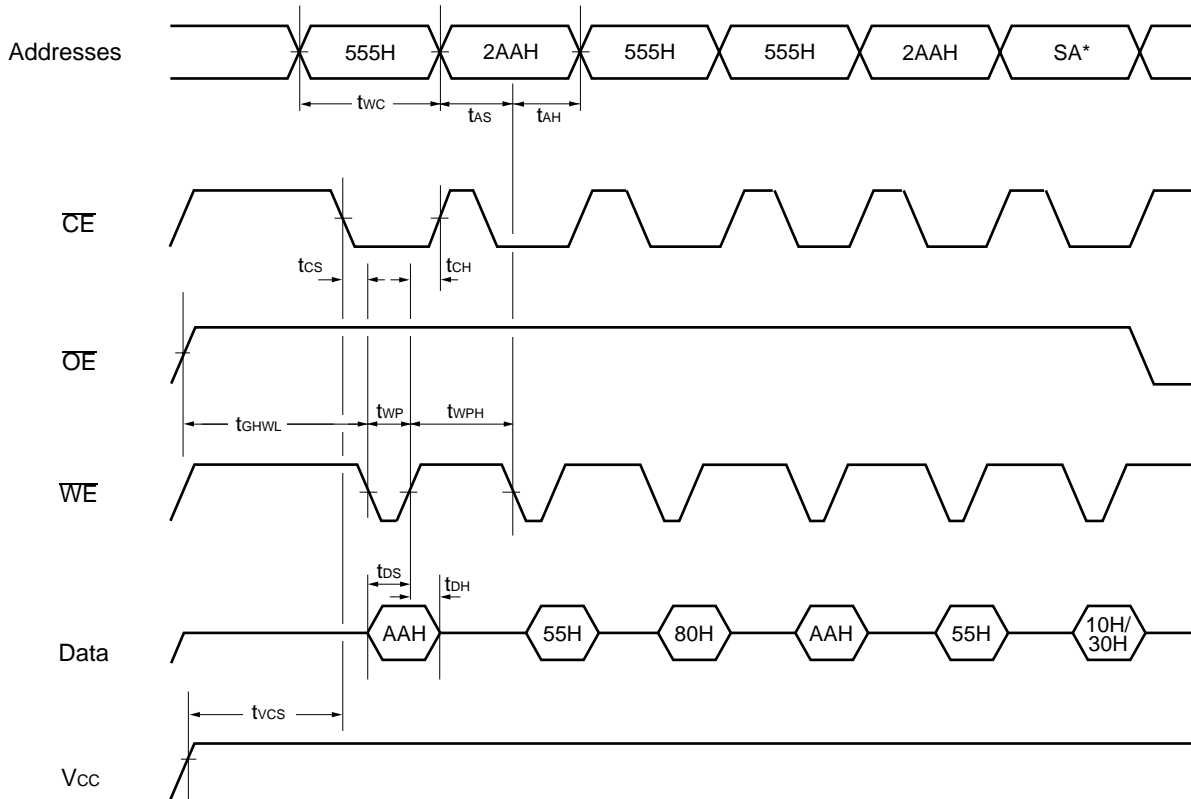 Addresses
555H 2AAH 555H 555H 2AAH SA*
tWC tAS tAH
CE
tCS tCH
OE
tGHWL tWP tWPH
WE
tDS tDH
Data
AAH 55H 80H AAH 55H 10H/
30H
tVCS
VCC